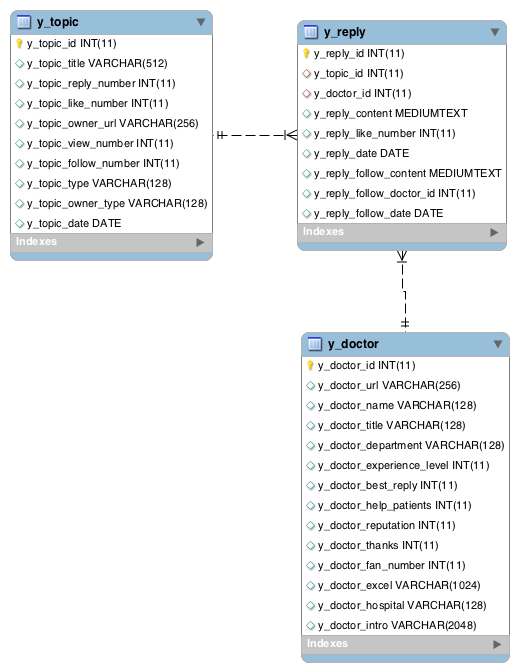 y_topic
y_topic_id INT(11)
y_topic_title VARCHAR(512)
y_topic_reply_number INT(11)
y_topic_like_number INT(11)
y_topic_owner_url VARCHAR(256)
y_topic_view_number INT(11)
y_topic_follow_number INT(11)
y_topic_type VARCHAR(128)
y_topic_owner_type VARCHAR(128)
y_topic_date DATE
Indexes
y_reply
y_reply_id INT(11)
y_topic_id INT(11)
y_doctor_id INT(11)
y_reply_content MEDIUMTEXT
y_reply_like_number INT(11)
y_reply_date DATE
y_reply_follow_content MEDIUMTEXT
y_reply_follow_doctor_id INT(11)
y_reply_follow_date DATE
Indexes
y_doctor
y_doctor_id INT(11)
y_doctor_url VARCHAR(256)
y_doctor_name VARCHAR(128)
y_doctor_title VARCHAR(128)
y_doctor_department VARCHAR(128)
y_doctor_experience_level INT(11)
y_doctor_best_reply INT(11)
y_doctor_help_patients INT(11)
y_doctor_reputation INT(11)
y_doctor_thanks INT(11)
y_doctor_fan_number INT(11)
y_doctor_excel VARCHAR(1024)
y_doctor_hospital VARCHAR(128)
y_doctor_intro VARCHAR(2048)
Indexes